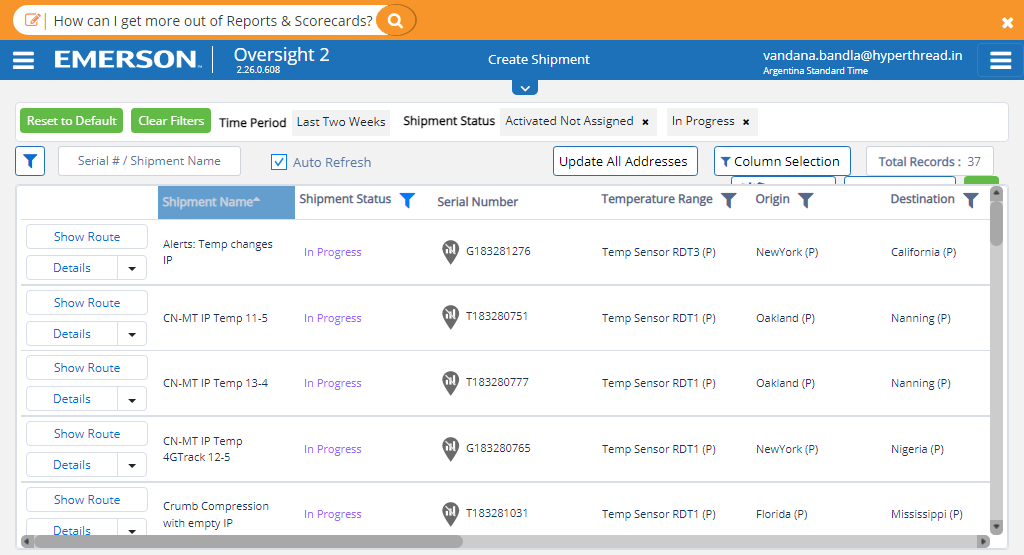 How can I get more out of Reports & Scorecards?
EMERSON
Oversight 2
2.26.0.608
Create Shipment
vandana.bandla@hyperthread.in
Argentina Standard Time
Reset to Default
Clear Filters
Time Period
Last Two Weeks
Shipment Status
Activated Not Assigned ×
In Progress ×
Serial # / Shipment Name
Auto Refresh
Update All Addresses
Column Selection
Total Records : 37
Shipment Name
Shipment Status
Serial Number
Temperature Range
Origin
Destination
Show Route
Details
Alerts: Temp changes
IP
In Progress
G183281276
Temp Sensor RDT3 (P)
NewYork (P)
California (P)
Show Route
Details
CN-MT IP Temp 11-5
In Progress
T183280751
Temp Sensor RDT1 (P)
Oakland (P)
Nanning (P)
Show Route
Details
CN-MT IP Temp 13-4
In Progress
T183280777
Temp Sensor RDT1 (P)
Oakland (P)
Nanning (P)
Show Route
Details
CN-MT IP Temp
4GTrack 12-5
In Progress
G183280765
Temp Sensor RDT1 (P)
NewYork (P)
Nigeria (P)
Show Route
Details
Crumb Compression
with empty IP
In Progress
T183281031
Temp Sensor RDT1 (P)
Florida (P)
Mississippi (P)